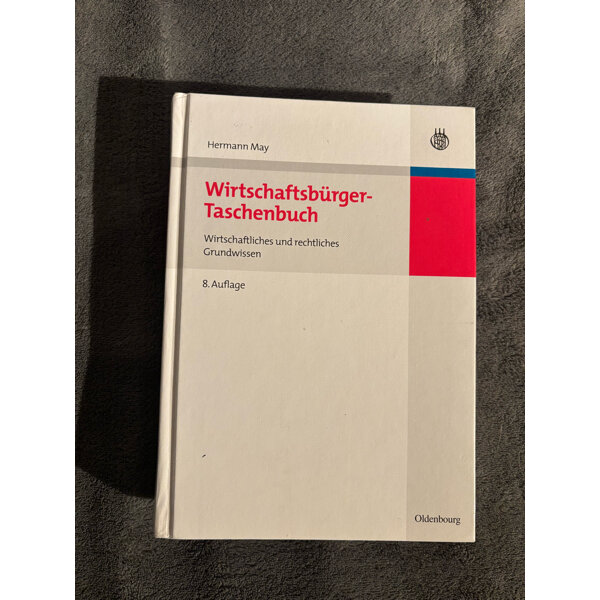 Hermann May
Wirtschaftsbürger-
Taschenbuch
Wirtschaftliches und rechtliches
Grundwissen
8. Auflage
Oldenbourg